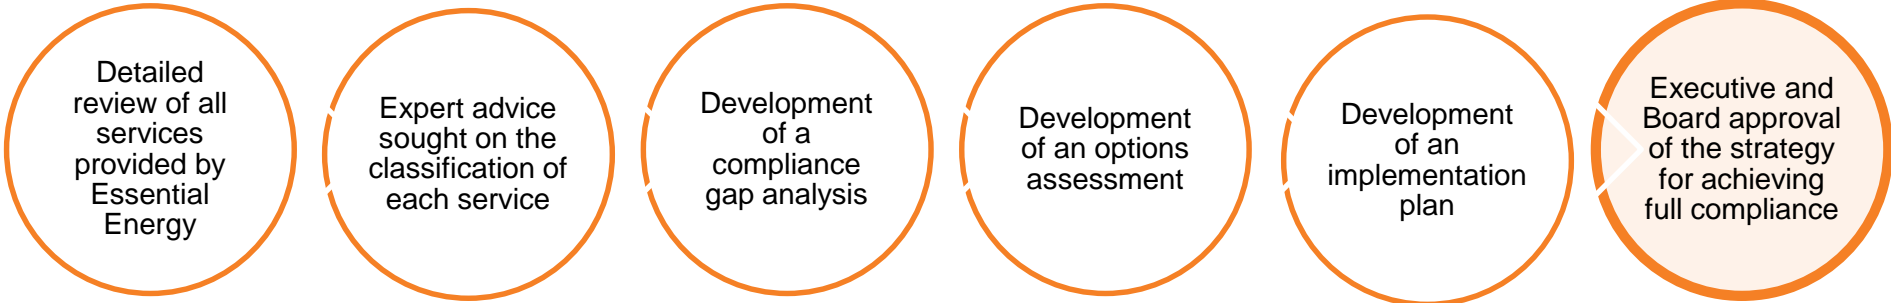 Detailed
review of all
services
provided by
Essential
Energy
Expert advice
sought on the
classification of
each service
Development
of a
compliance
gap analysis
Development
of an options
assessment
Development
of an
implementation
plan
Executive and
Board approval
of the strategy
for achieving
full compliance